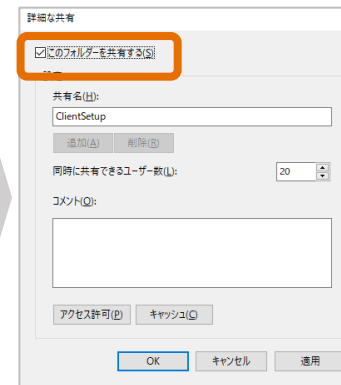 詳細な共有
このフォルダーを共有する(S)
共有名(H):
ClientSetup
追加(A) 削除(R)
同時に共有できるユーザー数(L): 20
コメント(O):
アクセス許可(P) キャッシュ(C)
OK キャンセル 適用